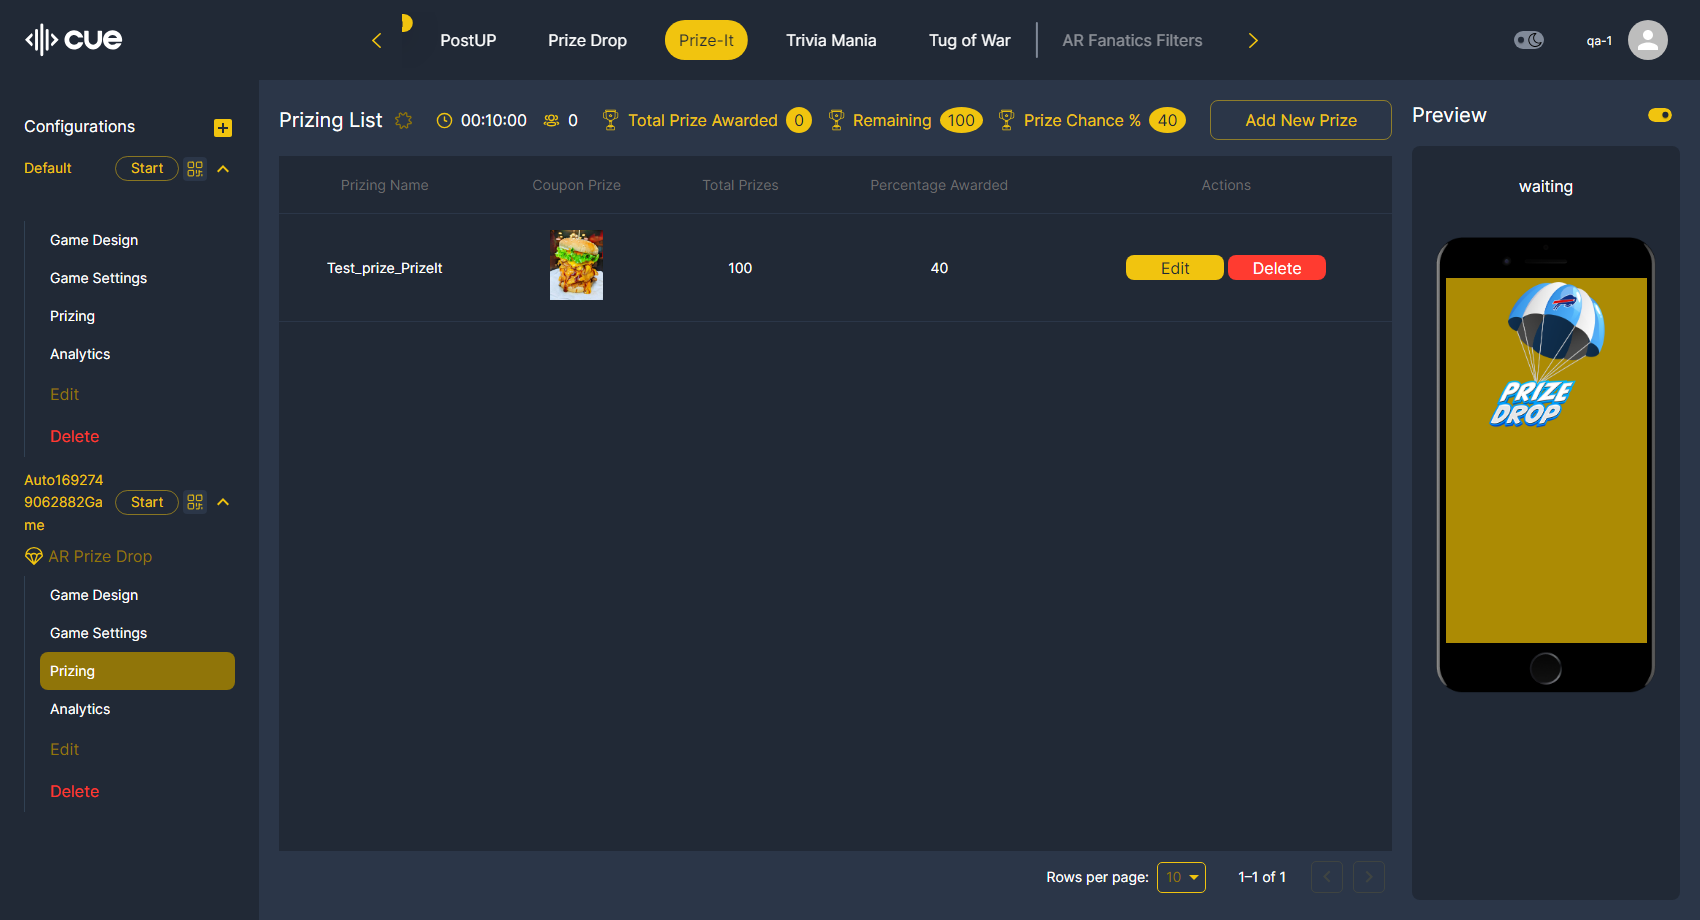 cue
PostUP
Prize Drop
Prize-It
Trivia Mania
Tug of War
AR Fanatics Filters
qa-1
Configurations
Default
Start
Game Design
Game Settings
Prizing
Analytics
Edit
Delete
Auto169274
9062882Ga
me
Start
AR Prize Drop
Game Design
Game Settings
Prizing
Analytics
Edit
Delete
Prizing List
00:10:00
0
Total Prize Awarded 0
Remaining 100
Prize Chance % 40
Add New Prize
Prizing Name Coupon Prize Total Prizes Percentage Awarded Actions
Test_prize_PrizeIt 100 40 Edit Delete
Rows per page: 10 1–1 of 1
Preview
waiting
PRIZE
DROP